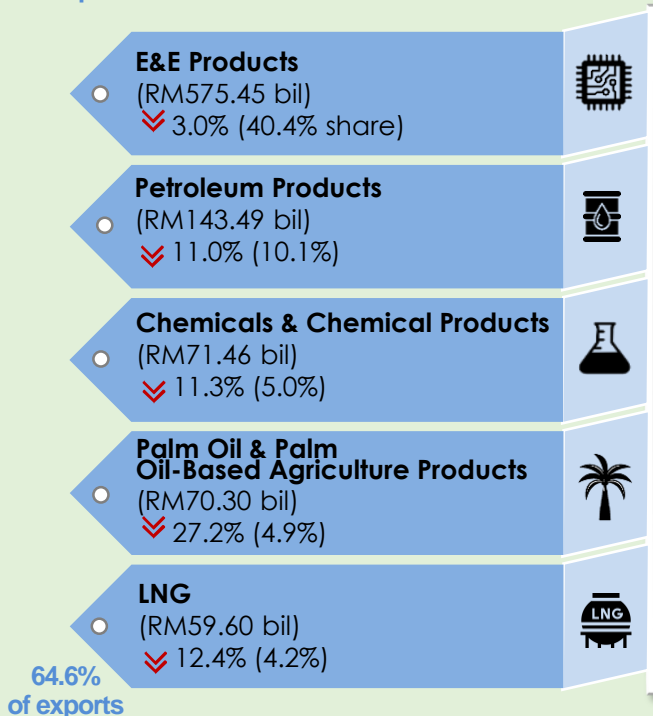 E&E Products
(RM575.45 bil)
3.0% (40.4% share)
Petroleum Products
(RM143.49 bil)
11.0% (10.1%)
Chemicals & Chemical Products
(RM71.46 bil)
11.3% (5.0%)
Palm Oil & Palm
Oil-Based Agriculture Products
(RM70.30 bil)
27.2% (4.9%)
LNG
(RM59.60 bil)
12.4% (4.2%)
LNG
64.6%
of exports